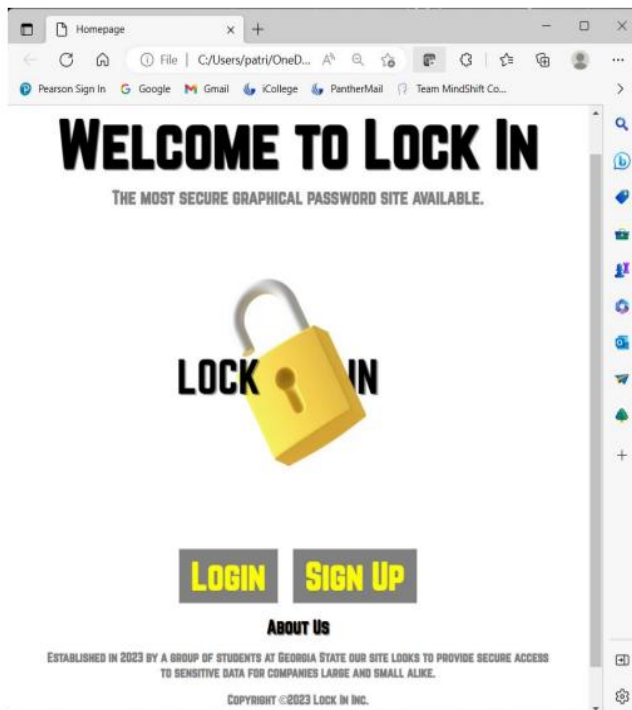 Homepage
File | C:/Users/patri/OneD...
Pearson Sign In Google Gmail iCollege PantherMail Team MindShift Co...
Welcome to Lock In
The most secure graphical password site available.
LOCK IN
Login Sign Up
About Us
Established in 2023 by a group of students at Georgia State our site looks to provide secure access
to sensitive data for companies large and small alike.
Copyright ©2023 Lock In Inc.